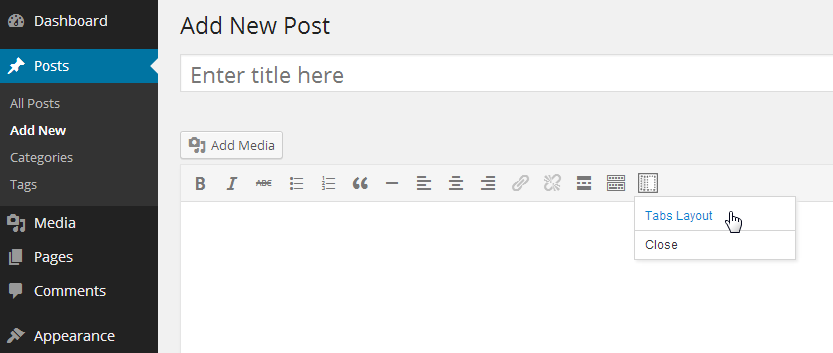 Dashboard
Posts
All Posts
Add New
Categories
Tags
Media
Pages
Comments
Appearance
Add New Post
Enter title here
Add Media
B I ABC
Tabs Layout
Close